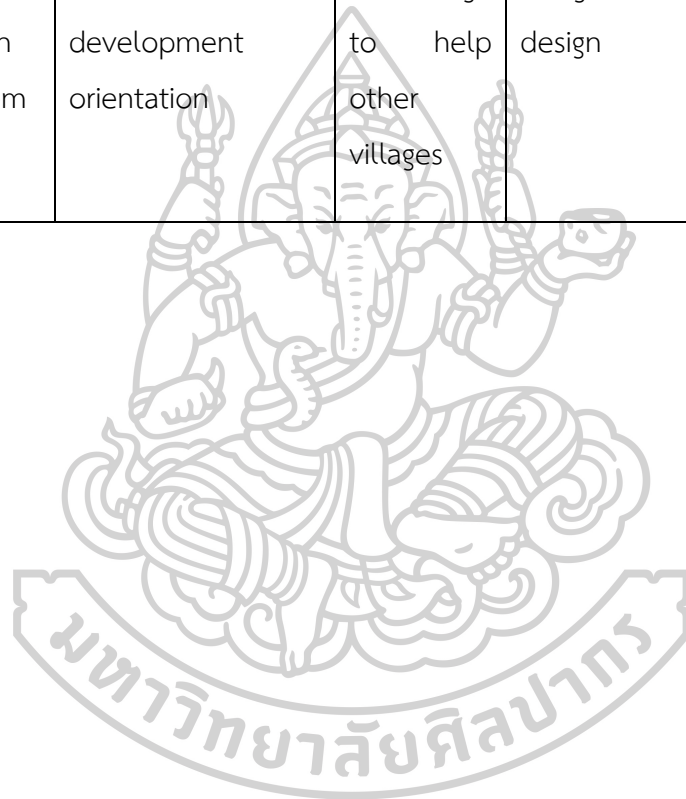 development to help design
orientation other
villages
มหาวิทยาลัยศิลปากร